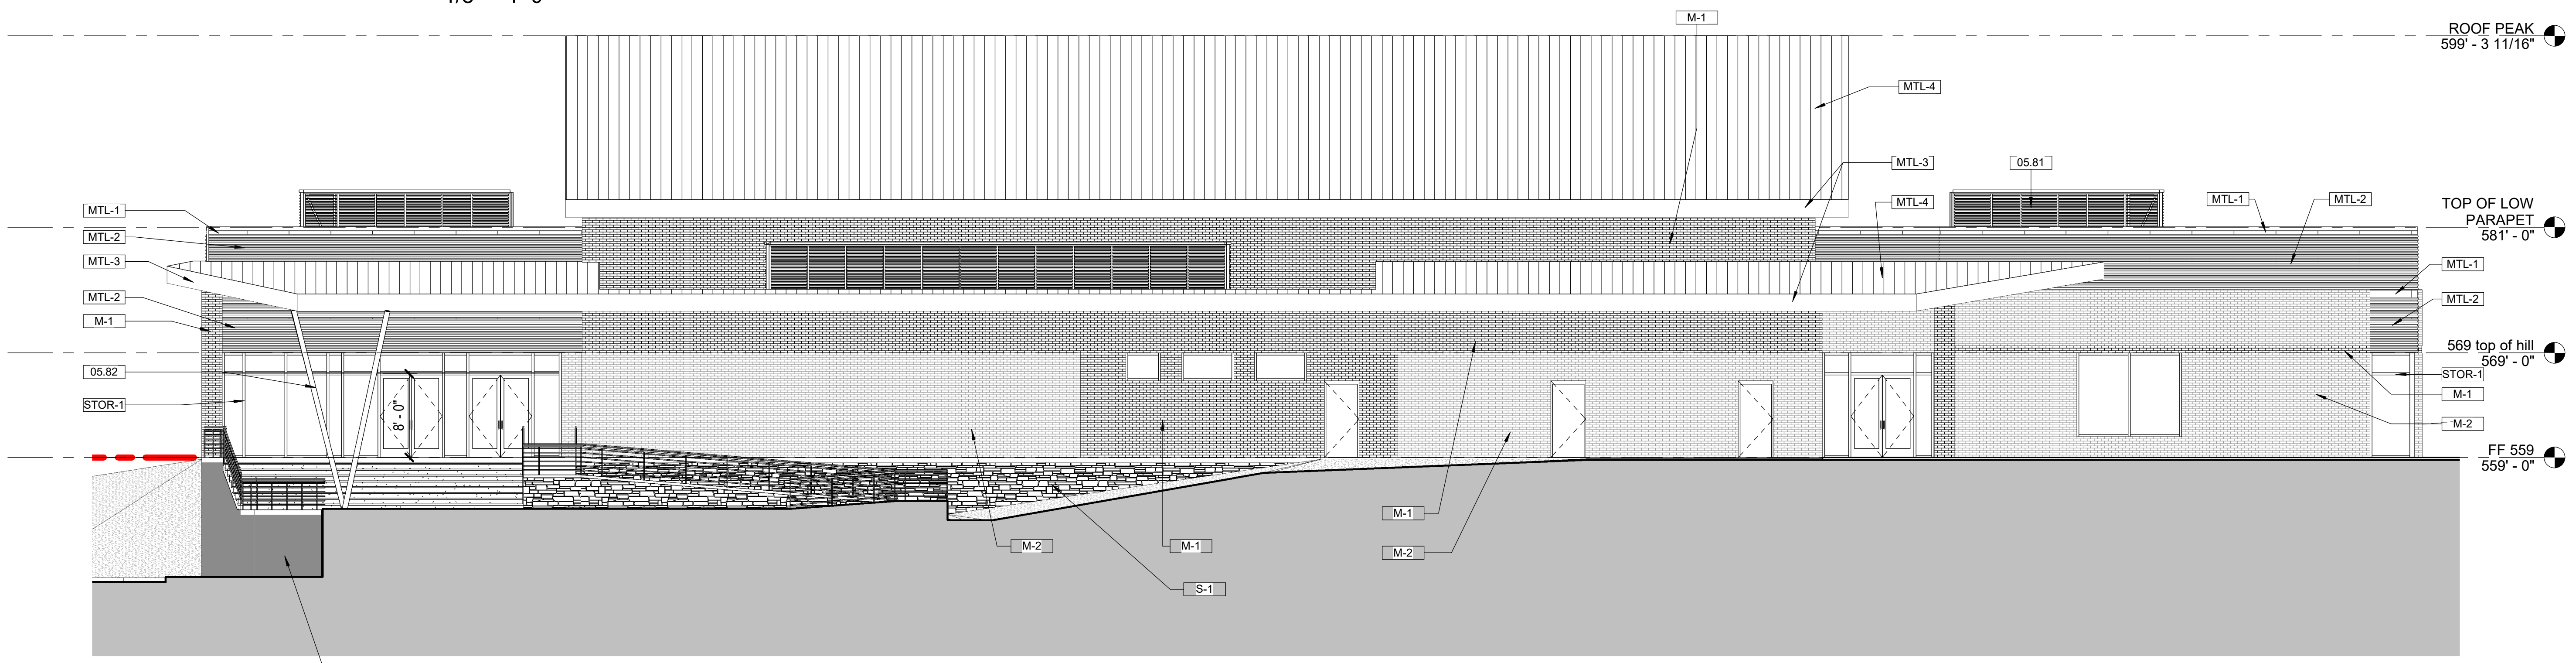 M-1
ROOF PEAK
599' - 3 11/16"
MTL-4
MTL-3
05.81
MTL-4
MTL-1
MTL-2
TOP OF LOW
PARAPET
581' - 0"
MTL-1
MTL-2
MTL-3
MTL-2
M-1
MTL-1
MTL-2
569 top of hill
569' - 0"
05.82
STOR-1
8' - 0"
STOR-1
M-1
M-2
FF 559
559' - 0"
M-1
M-2
M-2
M-1
S-1